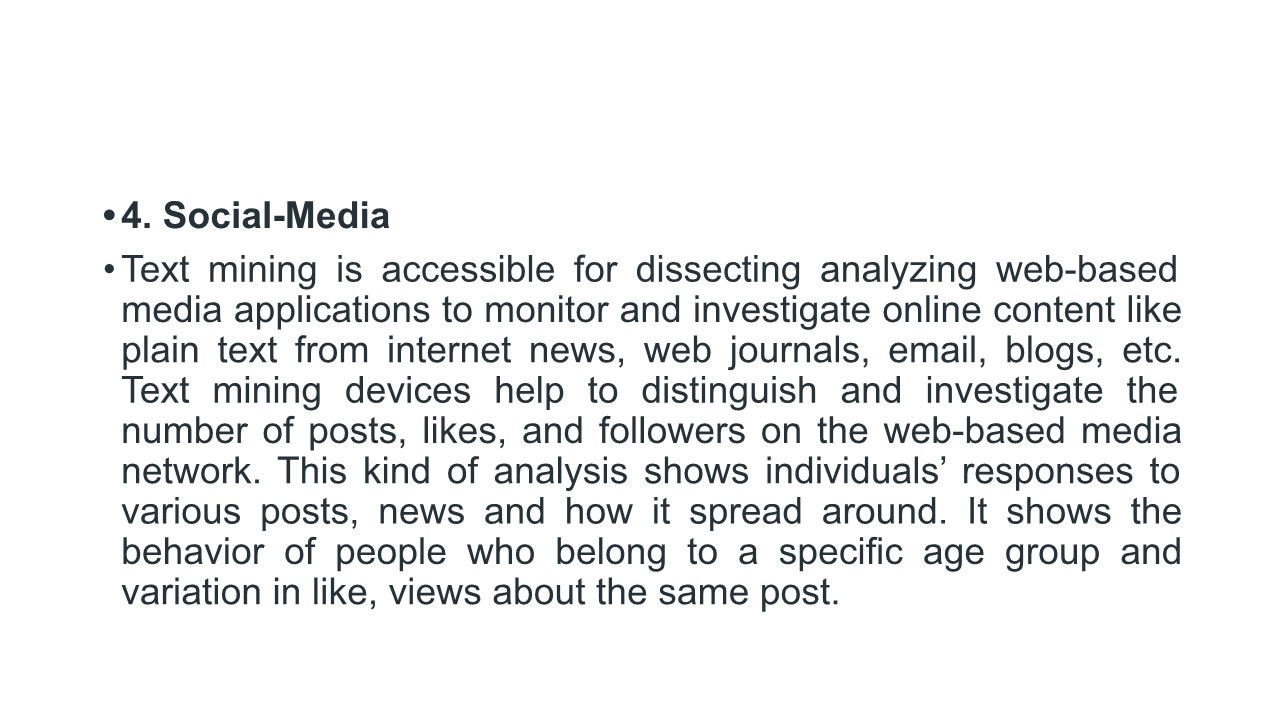 • 4. Social-Media
• Text mining is accessible for dissecting analyzing web-based
media applications to monitor and investigate online content like
plain text from internet news, web journals, email, blogs, etc.
Text mining devices help to distinguish and investigate the
number of posts, likes, and followers on the web-based media
network. This kind of analysis shows individuals’ responses to
various posts, news and how it spread around. It shows the
behavior of people who belong to a specific age group and
variation in like, views about the same post.